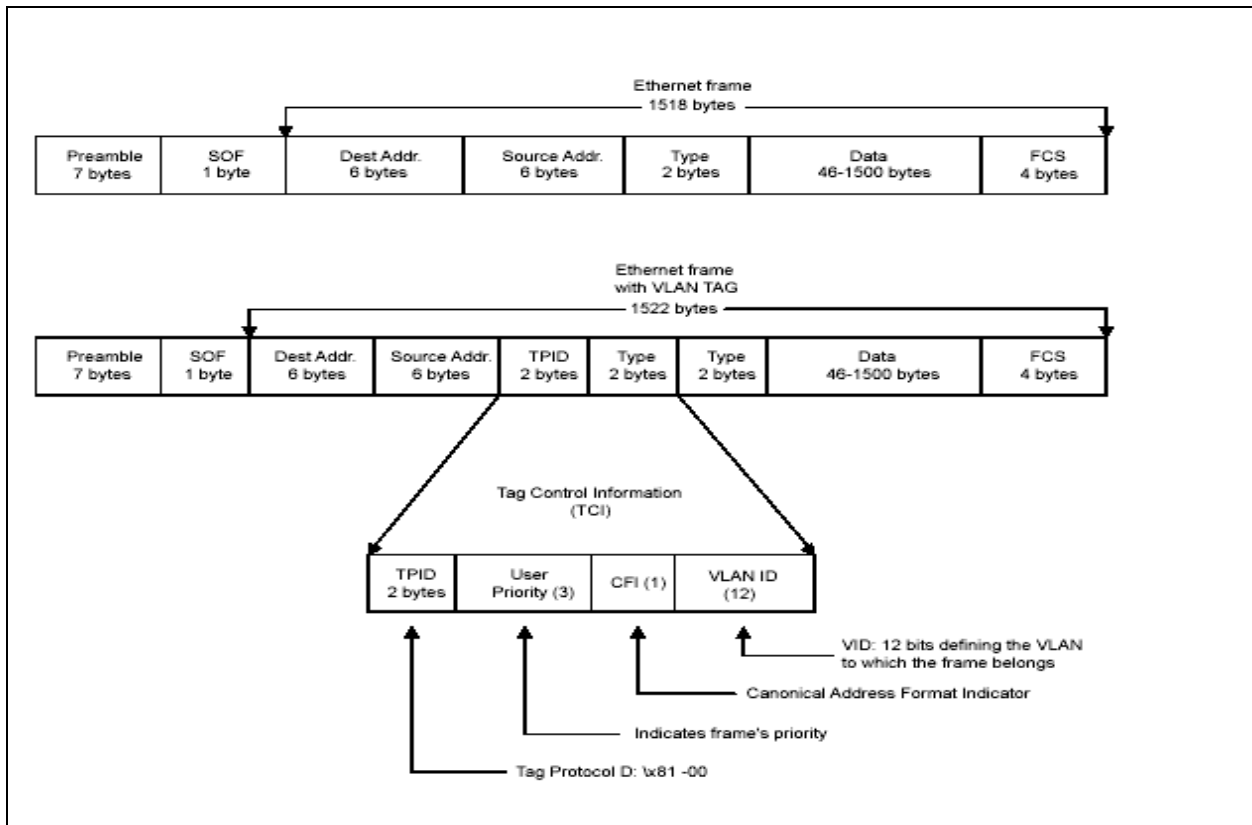 Ethernet frame
1518 bytes
Preamble
7 bytes
SOF
1 byte
Dest Addr.
6 bytes
Source Addr.
6 bytes
Type
2 bytes
Data
46-1500 bytes
FCS
4 bytes
Ethernet frame
with VLAN TAG
1522 bytes
Preamble
7 bytes
SOF
1 byte
Dest Addr.
6 bytes
Source Addr.
6 bytes
TPID
2 bytes
Type
2 bytes
Type
2 bytes
Data
46-1500 bytes
FCS
4 bytes
Tag Control Information
(TCI)
TPID
2 bytes
User
Priority (3)
CFI (1)
VLAN ID
(12)
VID: 12 bits defining the VLAN
to which the frame belongs
Canonical Address Format Indicator
Indicates frame's priority
Tag Protocol D: \x81 -00